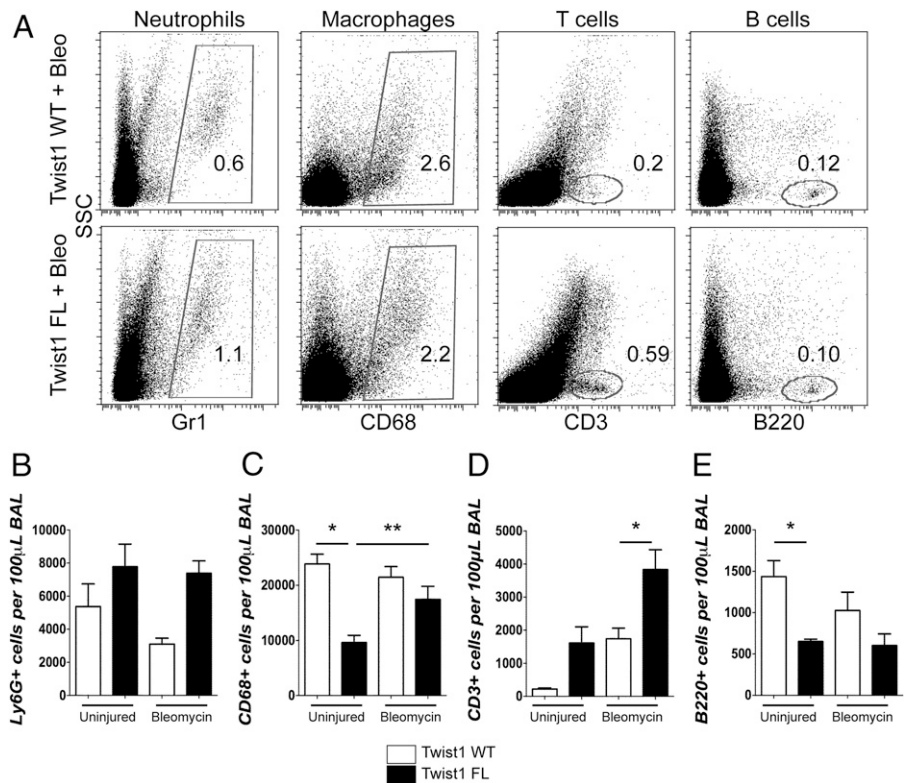 A
Neutrophils
Macrophages
T cells
B cells
Twist1 WT + Bleo
0.6
2.6
0.2
0.12
SSC
Twist1 FL + Bleo
1.1
2.2
0.59
0.10
Gr1
CD68
CD3
B220
B
Ly6G+ cells per 100µL BAL
10000
8000
6000
4000
2000
0
Uninjured
Bleomycin
C
CD68+ cells per 100µL BAL
30000
20000
10000
0
*
**
Uninjured
Bleomycin
D
CD3+ cells per 100µL BAL
5000
4000
3000
2000
1000
0
*
Uninjured
Bleomycin
E
B220+ cells per 100µL BAL
2000
1500
1000
500
0
*
Uninjured
Bleomycin
Twist1 WT
Twist1 FL